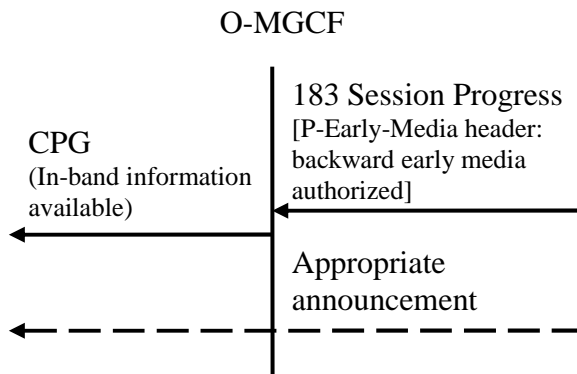 O-MGCF
183 Session Progress
[P-Early-Media header:
backward early media
authorized]
CPG
(In-band information
available)
Appropriate
announcement